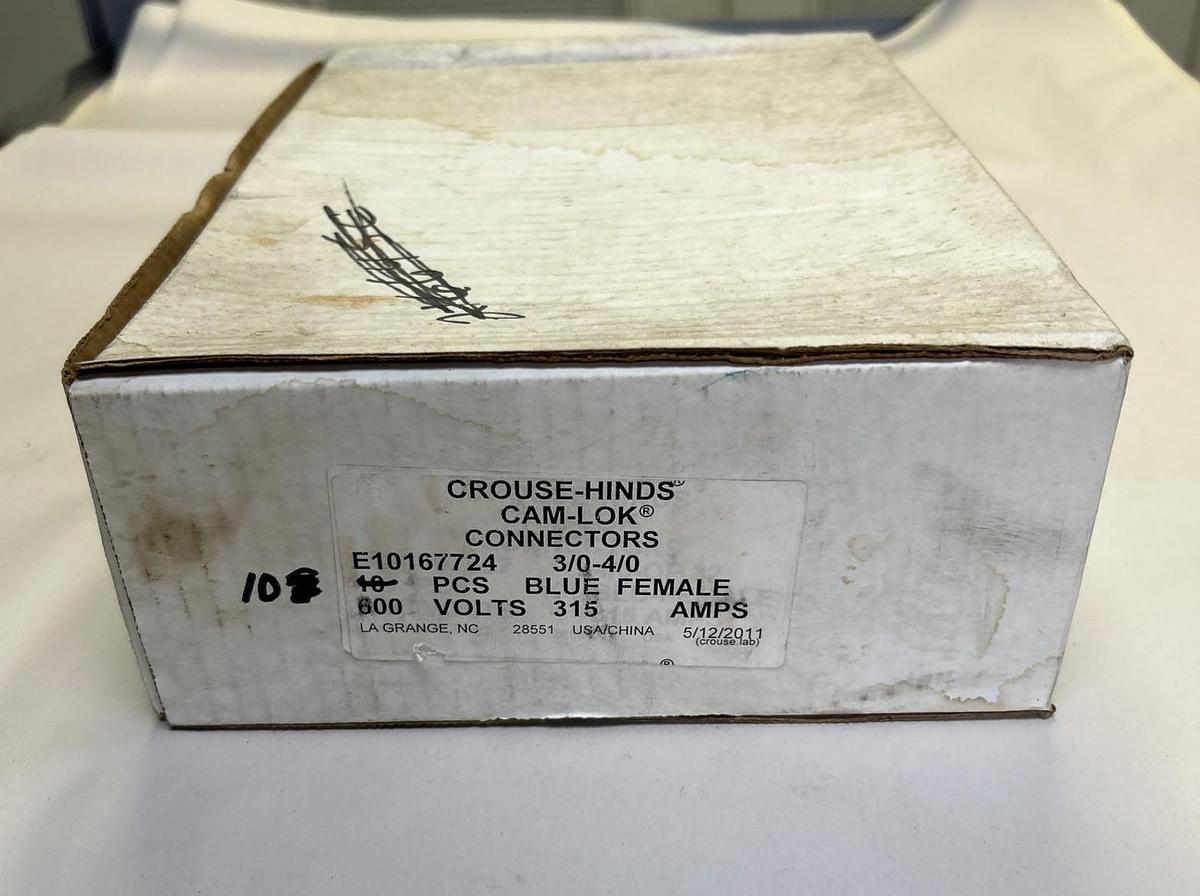 CROUSE-HINDS
CAM-LOK®
CONNECTORS
E10167724 3/0-4/0
10 10 PCS BLUE FEMALE
600 VOLTS 315 AMPS
LA GRANGE, NC 28551 USA/CHINA 5/12/2011
(crouse.lab)
®